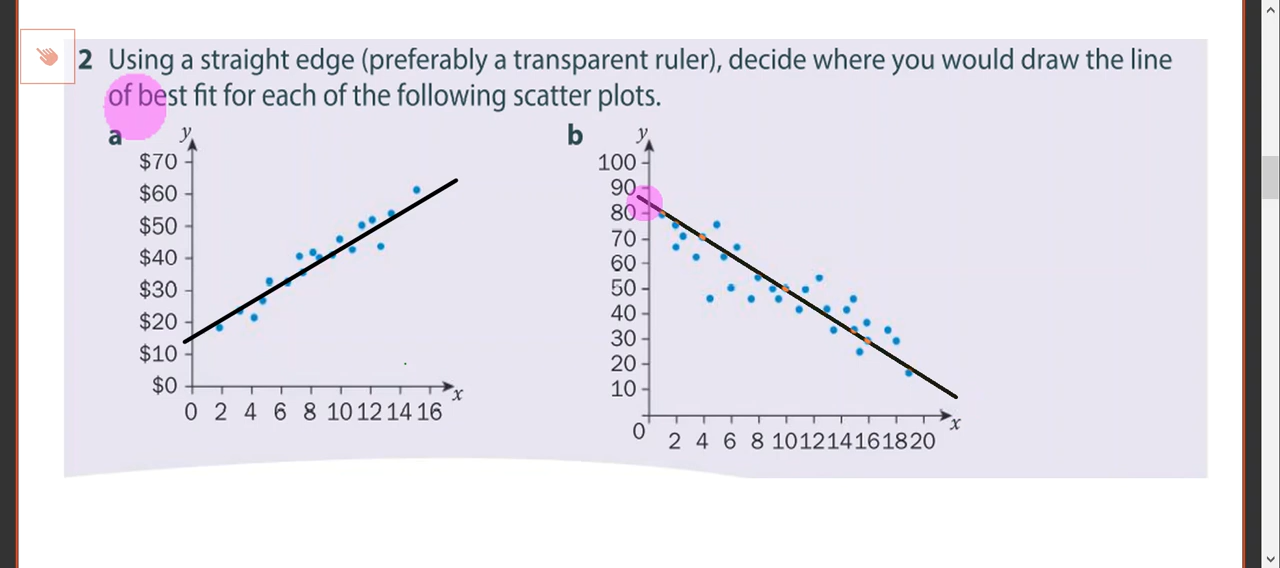 2 Using a straight edge (preferably a transparent ruler), decide where you would draw the line
of best fit for each of the following scatter plots.
a
y
$70
$60
$50
$40
$30
$20
$10
$0
0 2 4 6 8 10 12 14 16
x
b
y
100
90
80
70
60
50
40
30
20
10
0
2 4 6 8 10 12 14 16 18 20
x